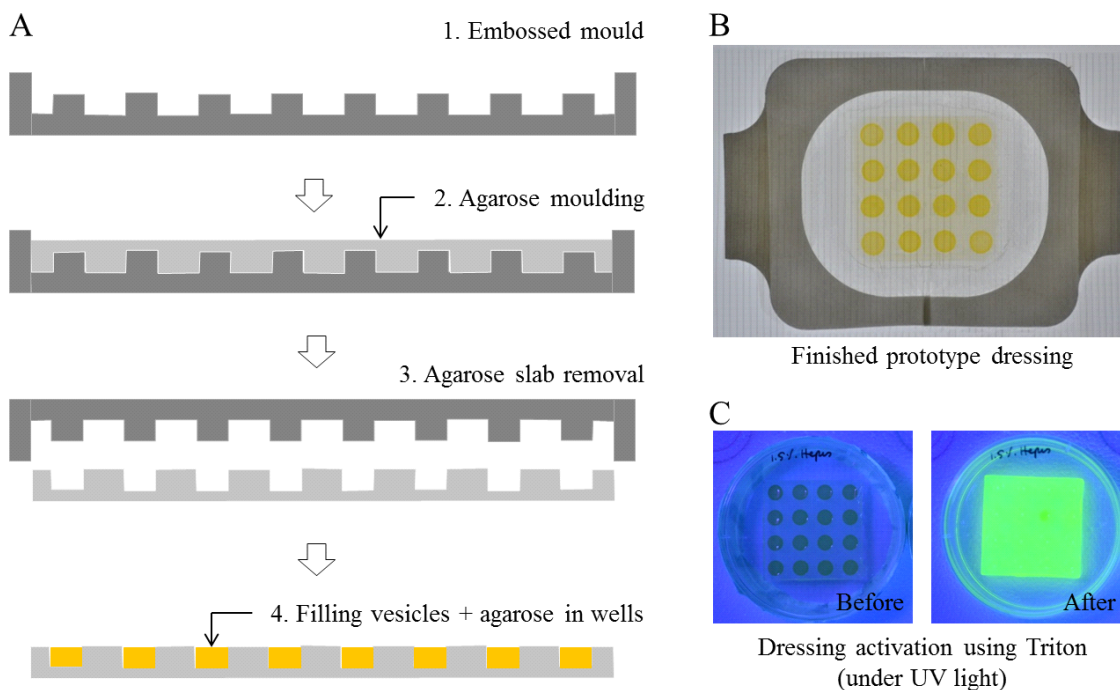 A
1. Embossed mould
2. Agarose moulding
3. Agarose slab removal
4. Filling vesicles + agarose in wells
B
Finished prototype dressing
C
1.5%. Hepes
Before
1.5%. Hepes
After
Dressing activation using Triton
(under UV light)